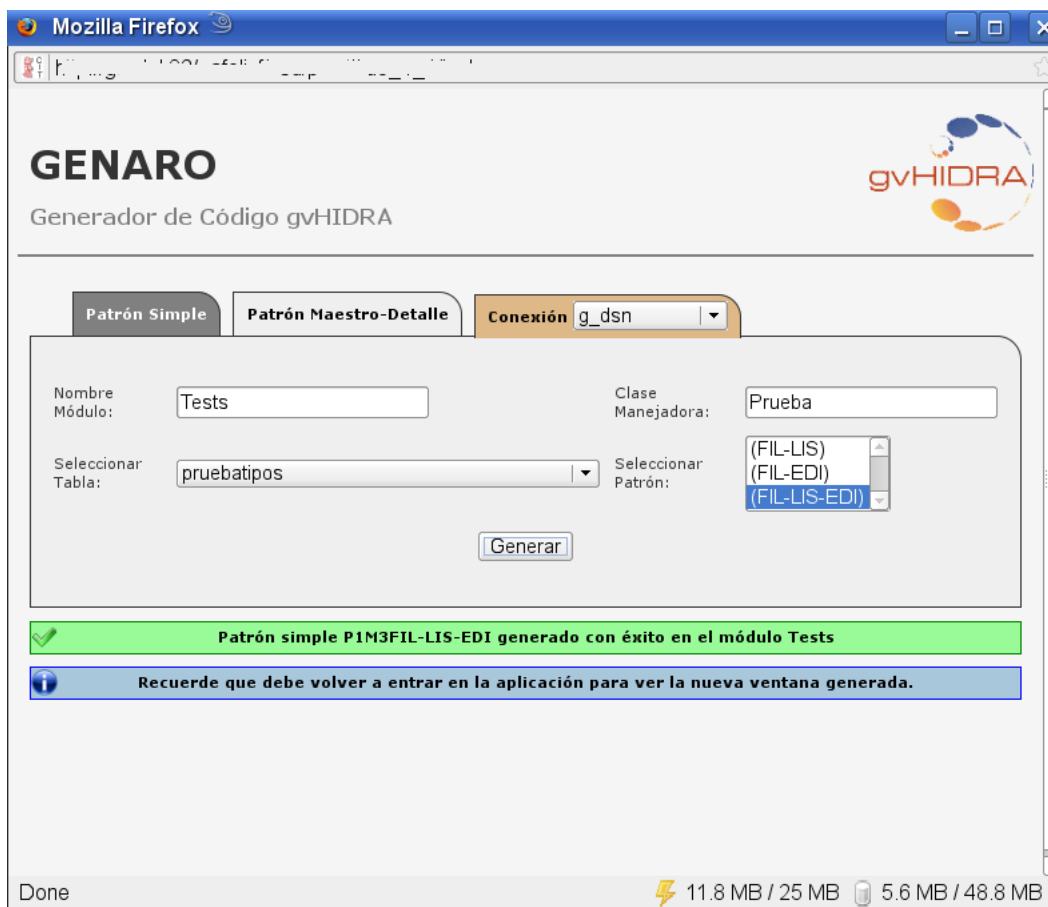 Mozilla Firefox
GENARO
gvHIDRA
Generador de Código gvHIDRA
Patrón Simple
Patrón Maestro-Detalle
Conexión g_dsn
Nombre Módulo:
Tests
Clase Manejadora:
Prueba
Seleccionar Tabla:
pruebatipos
Seleccionar Patrón:
(FIL-LIS)
(FIL-EDI)
(FIL-LIS-EDI)
Generar
Patrón simple P1M3FIL-LIS-EDI generado con éxito en el módulo Tests
Recuerde que debe volver a entrar en la aplicación para ver la nueva ventana generada.
Done
11.8 MB / 25 MB
5.6 MB / 48.8 MB